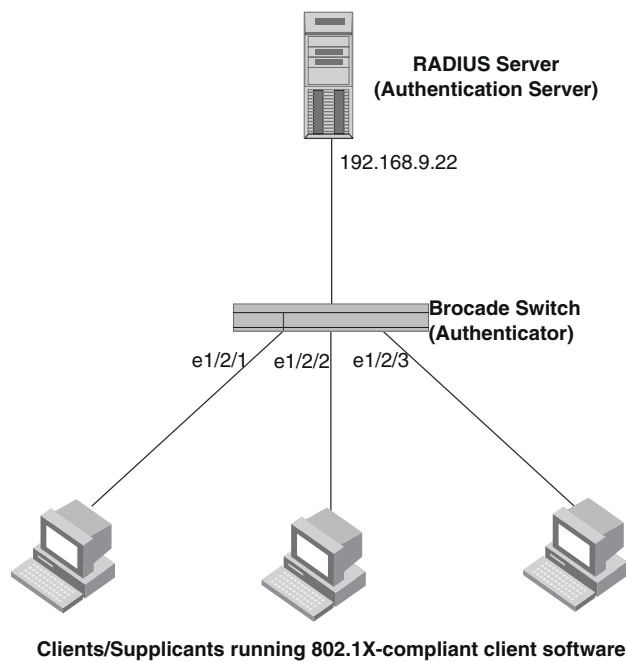 RADIUS Server
(Authentication Server)
192.168.9.22
Brocade Switch
(Authenticator)
e1/2/1 e1/2/2 e1/2/3
Clients/Supplicants running 802.1X-compliant client software